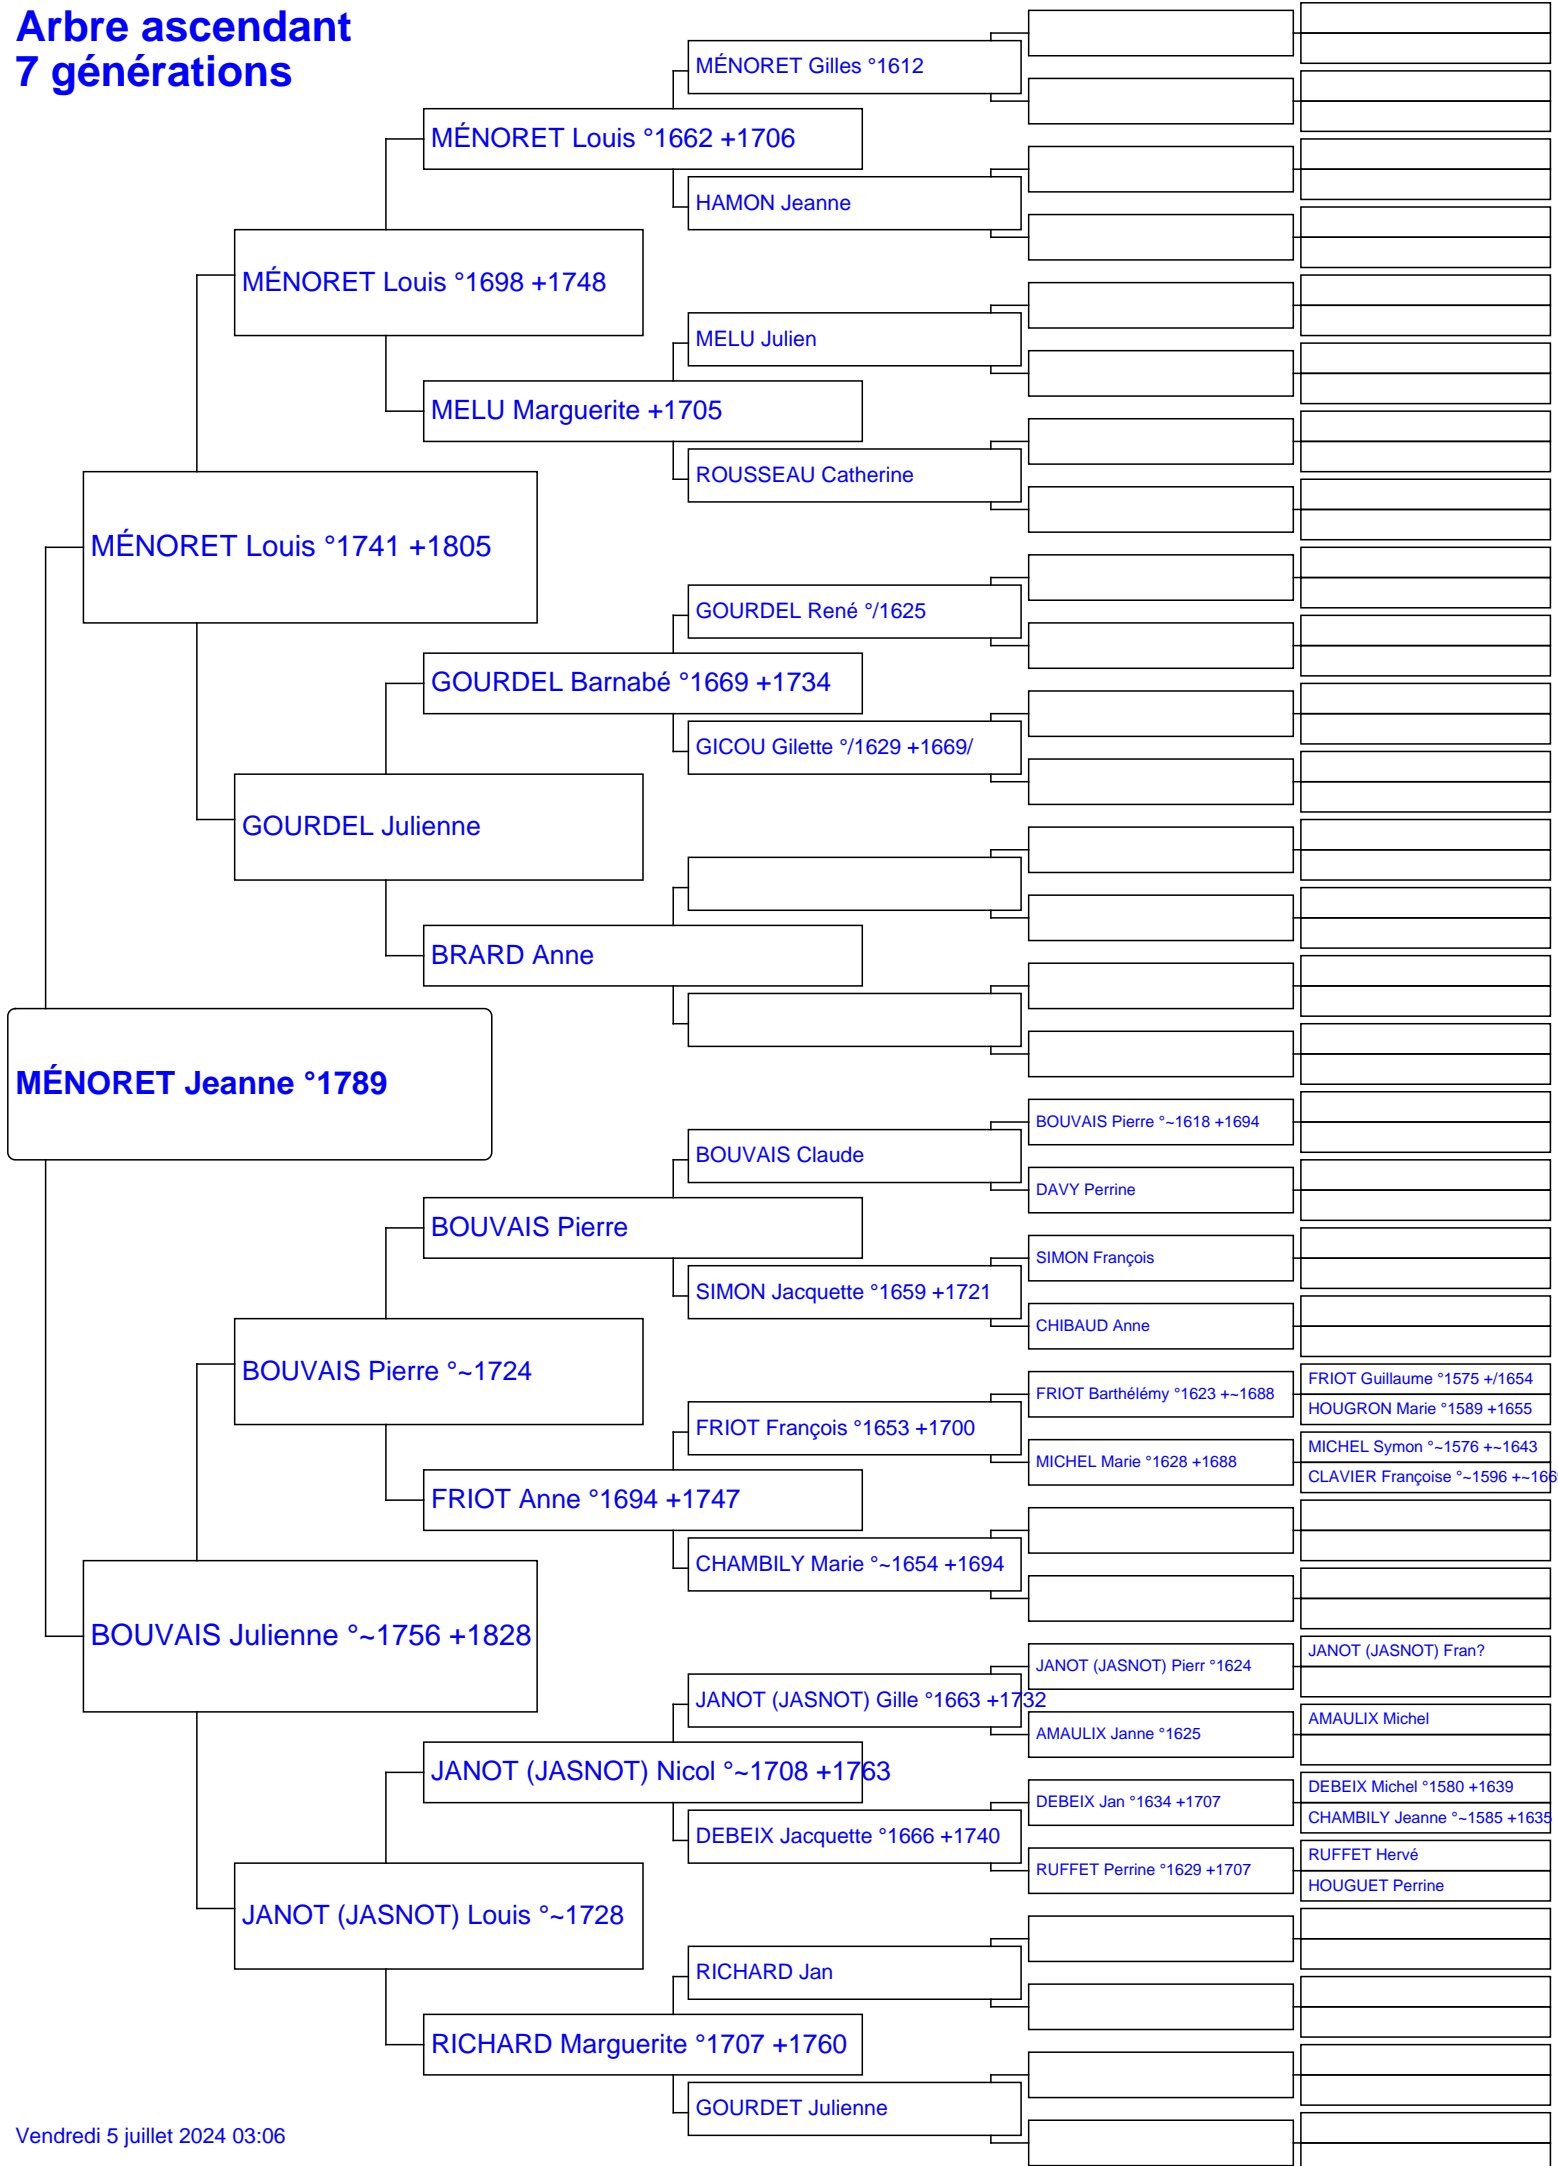 Arbre ascendant
7 générations
MÉNORET Gilles °1612
MÉNORET Louis °1662 +1706
HAMON Jeanne
MÉNORET Louis °1698 +1748
MELU Julien
MELU Marguerite +1705
ROUSSEAU Catherine
MÉNORET Louis °1741 +1805
GOURDEL René °/1625
GOURDEL Barnabé °1669 +1734
GICOU Gilette °/1629 +1669/
GOURDEL Julienne
BRARD Anne
MÉNORET Jeanne °1789
BOUVAIS Pierre °~1618 +1694
BOUVAIS Claude
DAVY Perrine
BOUVAIS Pierre
SIMON François
SIMON Jacquette °1659 +1721
CHIBAUD Anne
BOUVAIS Pierre °~1724
FRIOT Guillaume °1575 +/1654
FRIOT Barthélémy °1623 +~1688
HOUGRON Marie °1589 +1655
FRIOT François °1653 +1700
MICHEL Symon °~1576 +~1643
MICHEL Marie °1628 +1688
CLAVIER Françoise °~1596 +~166
FRIOT Anne °1694 +1747
CHAMBILY Marie °~1654 +1694
BOUVAIS Julienne °~1756 +1828
JANOT (JASNOT) Fran?
JANOT (JASNOT) Pierr °1624
JANOT (JASNOT) Gille °1663 +1732
AMAULIX Michel
AMAULIX Janne °1625
JANOT (JASNOT) Nicol °~1708 +1763
DEBEIX Michel °1580 +1639
DEBEIX Jan °1634 +1707
CHAMBILY Jeanne °~1585 +1635
DEBEIX Jacquette °1666 +1740
RUFFET Hervé
RUFFET Perrine °1629 +1707
HOUGUET Perrine
JANOT (JASNOT) Louis °~1728
RICHARD Jan
RICHARD Marguerite °1707 +1760
GOURDET Julienne
Vendredi 5 juillet 2024 03:06